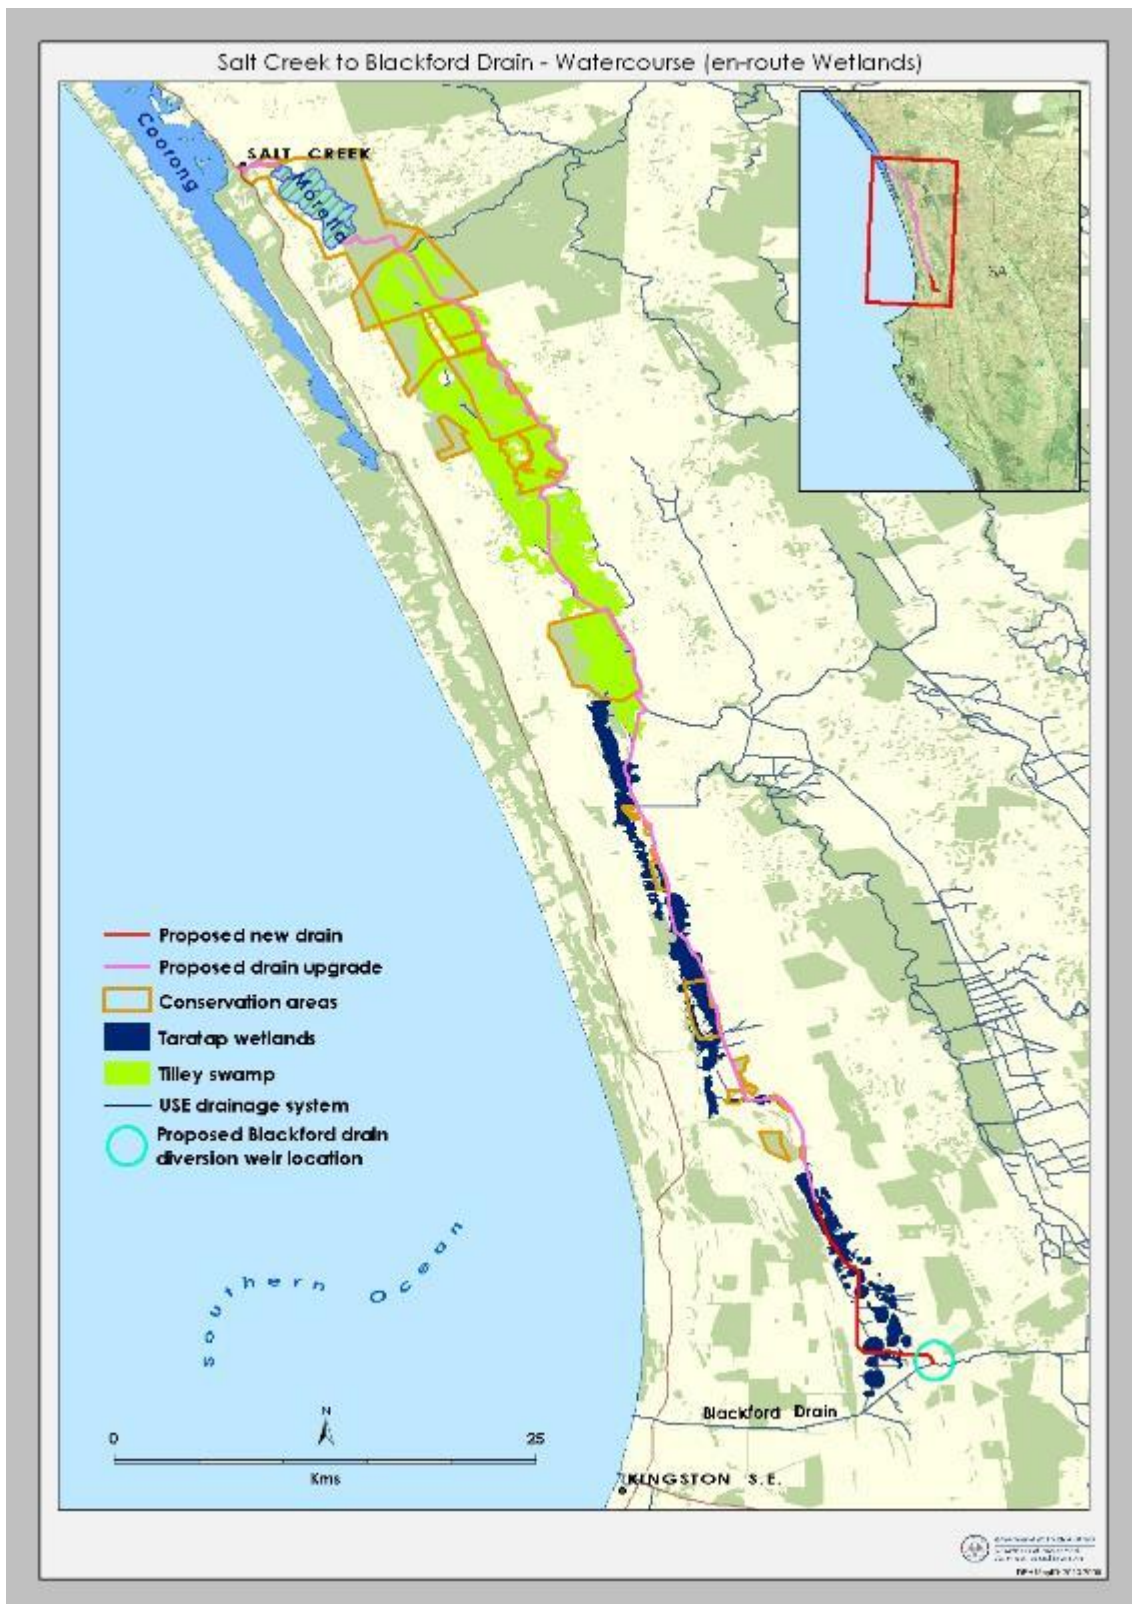 Salt Creek to Blackford Drain - Watercourse (en-route Wetlands)
Coorong
SALT CREEK
Morella
SA
Proposed new drain
Proposed drain upgrade
Conservation areas
Taratap wetlands
Tilley swamp
USE drainage system
Proposed Blackford drain
diversion weir location
Southern Ocean
N
0 25
Kms
Blackford Drain
KINGSTON S.E.